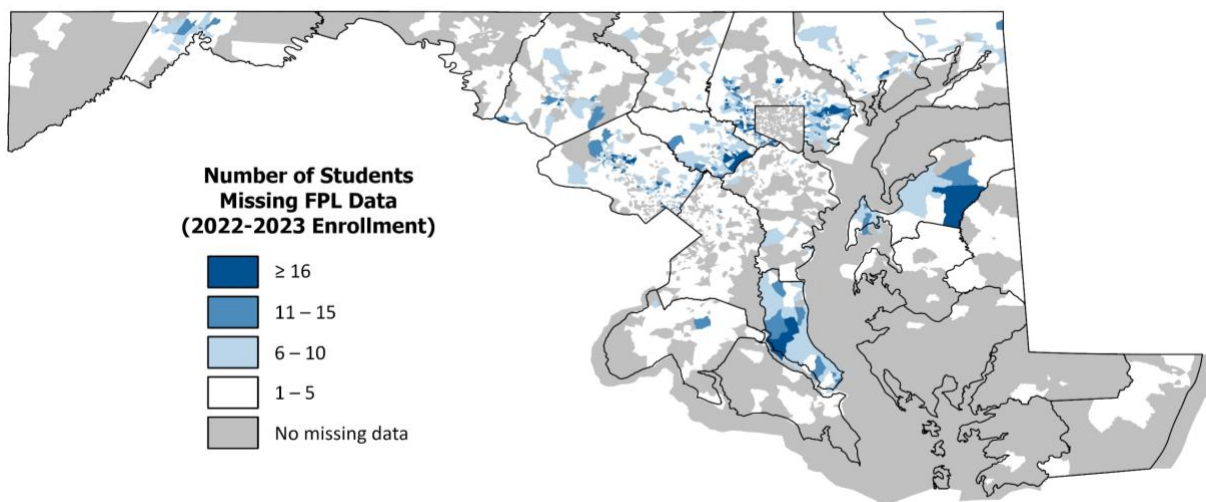 Number of Students
Missing FPL Data
(2022-2023 Enrollment)
≥ 16
11 – 15
6 – 10
1 – 5
No missing data